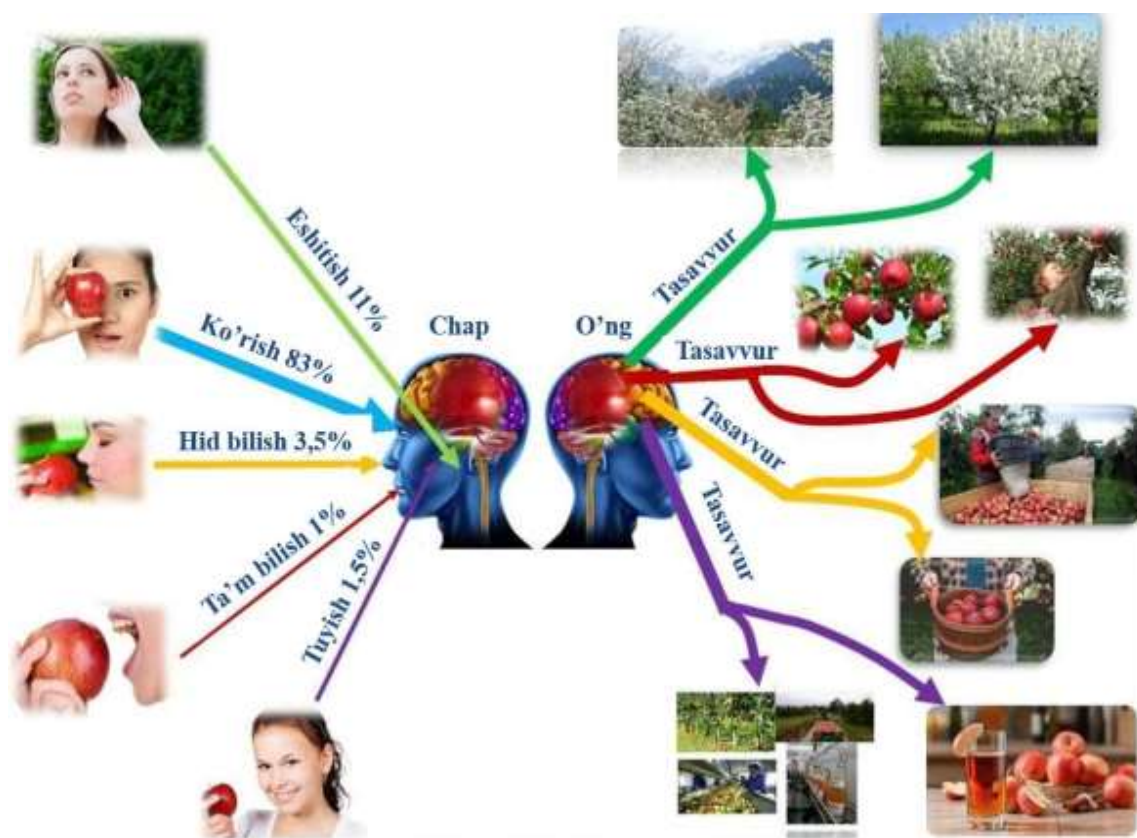 Eshitish 11%
Ko'rish 83%
Hid bilish 3,5%
Ta'm bilish 1%
Tuyish 1,5%
Chap
O'ng
Tasavvur
Tasavvur
Tasavvur
Tasavvur